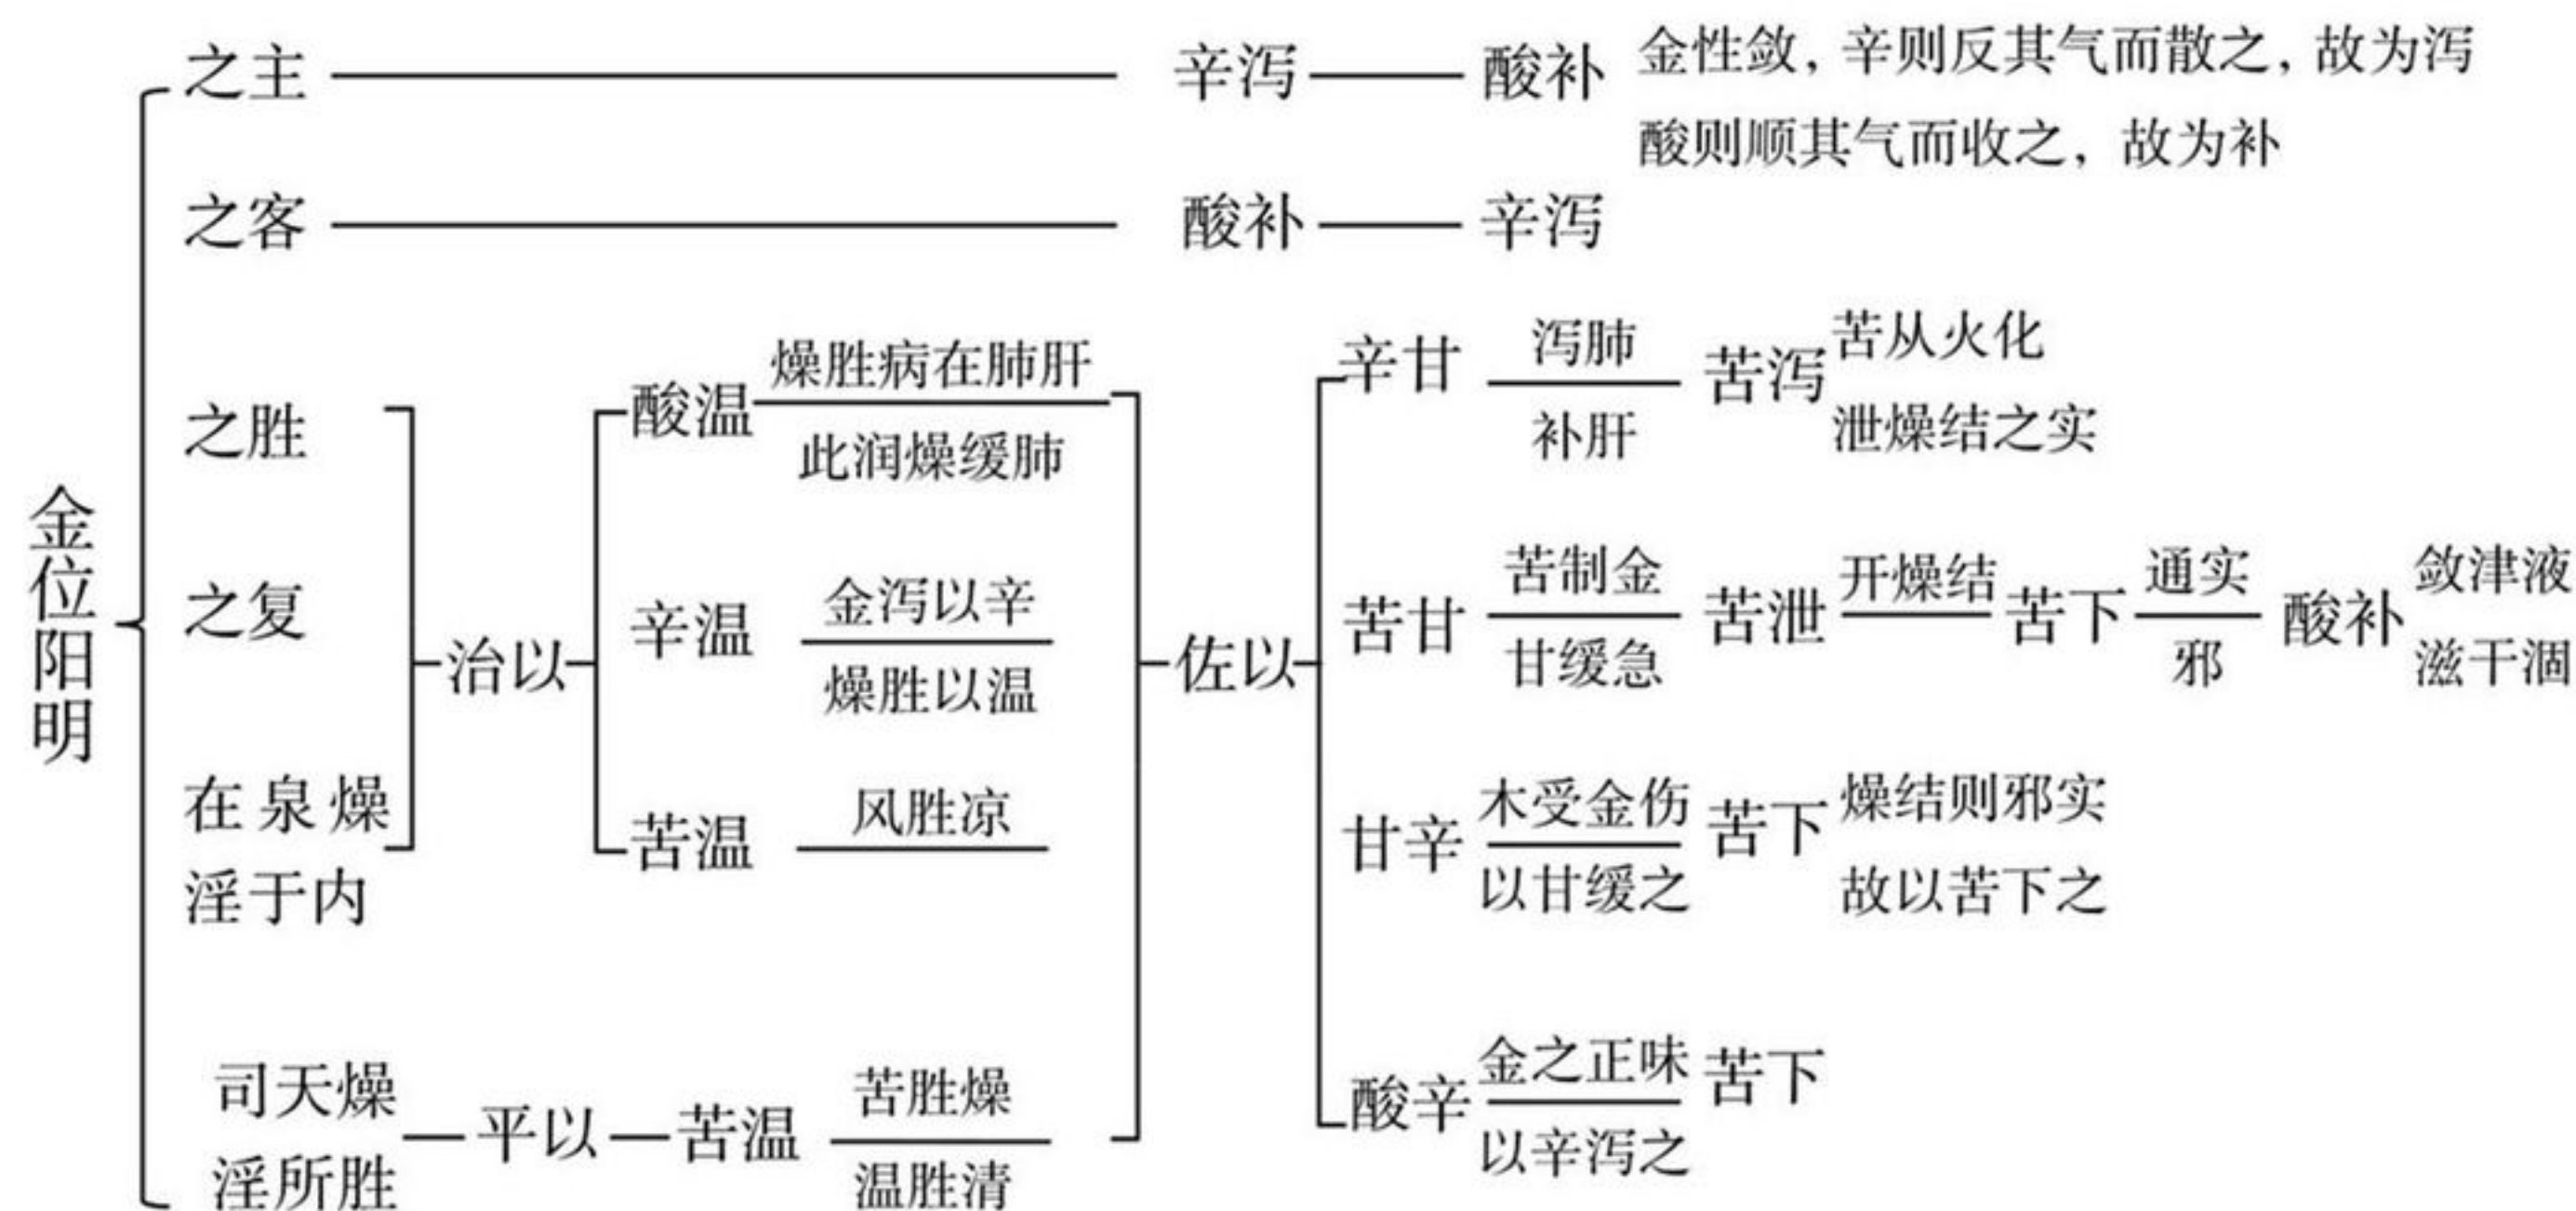 金位阳明
之主
辛泻
酸补
金性敛，辛则反其气而散之，故为泻
酸则顺其气而收之，故为补
之客
酸补
辛泻
之胜
之复
在泉燥
淫于内
治以
酸温
燥胜病在肺肝
此润燥缓肺
辛温
金泻以辛
燥胜以温
苦温
风胜凉
司天燥
淫所胜
平以
苦温
苦胜燥
温胜清
佐以
辛甘
泻肺
补肝
苦泻
苦从火化
泄燥结之实
苦甘
苦制金
甘缓急
苦泄
开燥结
苦下
通实
邪
酸补
敛津液
滋干涸
甘辛
木受金伤
以甘缓之
苦下
燥结则邪实
故以苦下之
酸辛
金之正味
以辛泻之
苦下